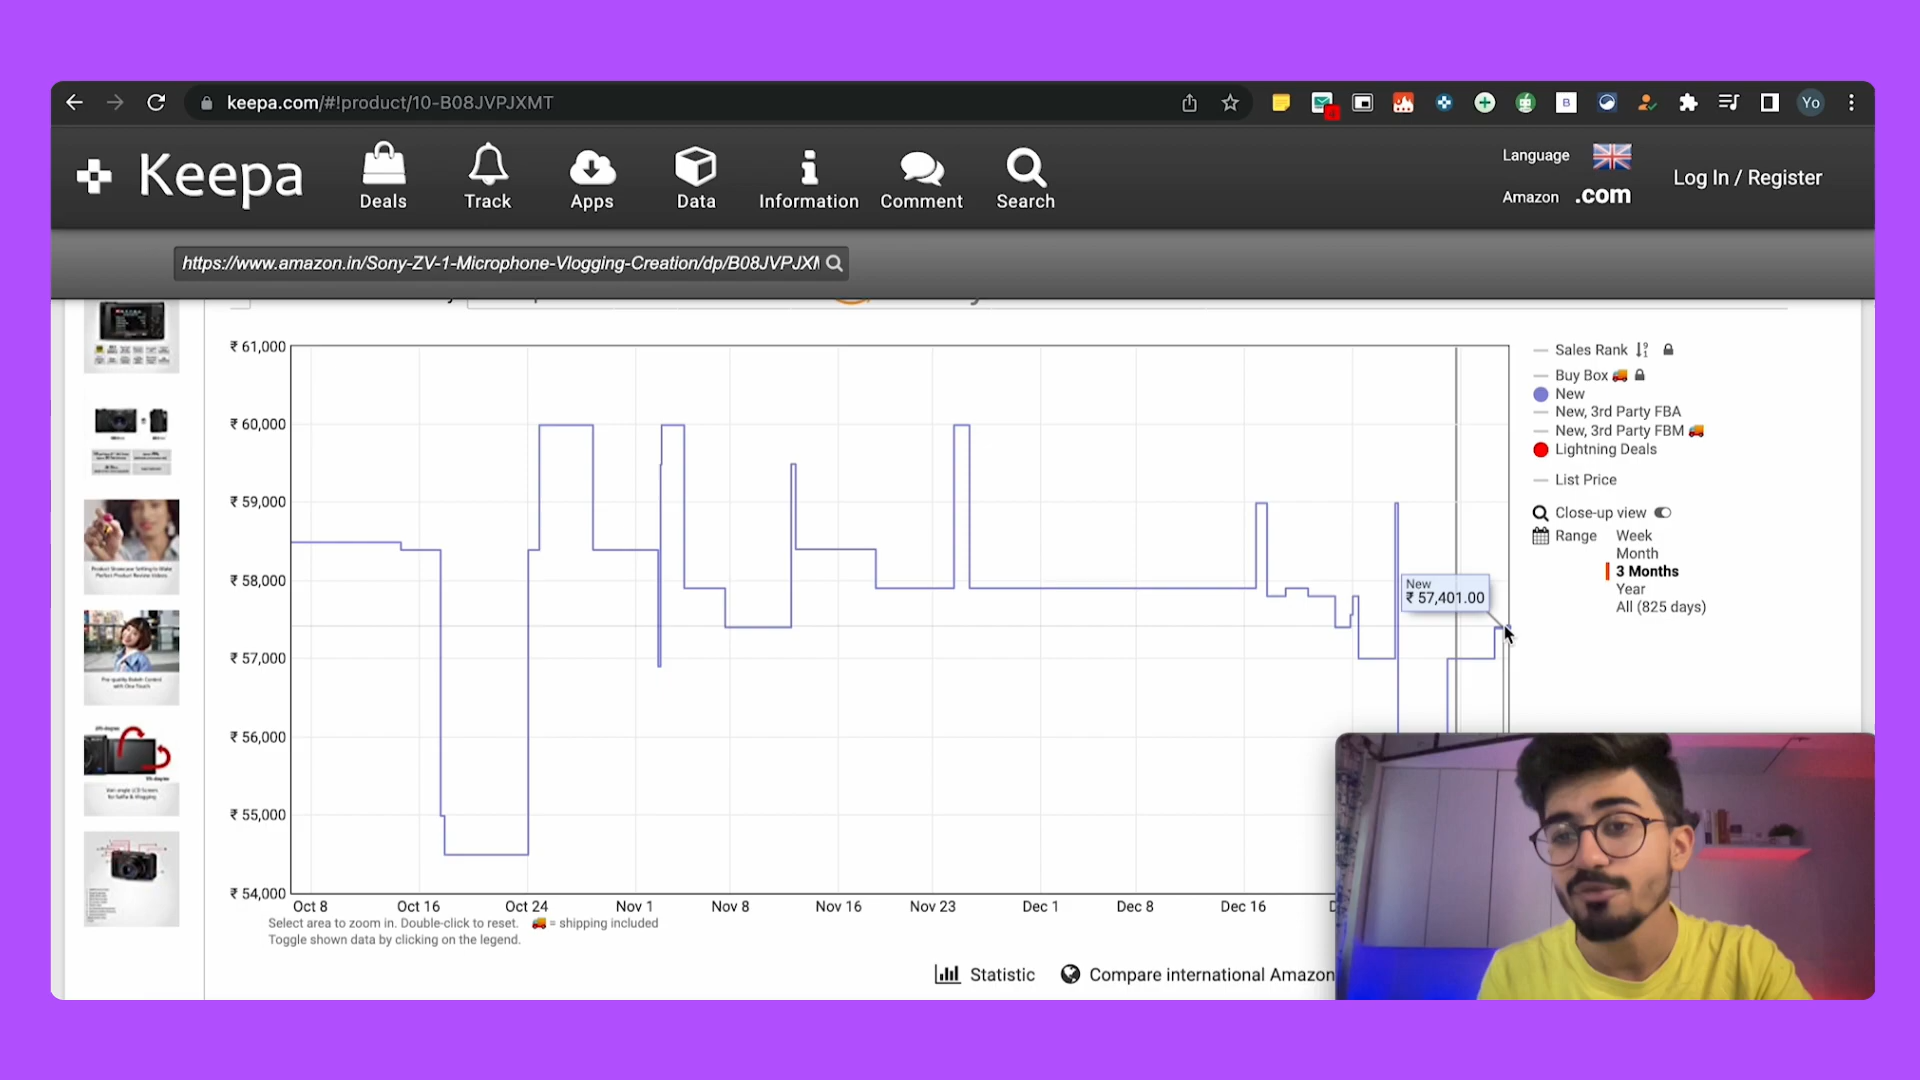 keepa.com/#!product/10-B08JVPJXMT
B
Yo
Keepa
Deals
Track
Apps
Data
Information
Comment
Search
Language
Amazon .com
Log In / Register
https://www.amazon.in/Sony-ZV-1-Microphone-Vlogging-Creation/dp/B08JVPJX
₹ 61,000
₹ 60,000
₹ 59,000
₹ 58,000
₹ 57,000
₹ 56,000
₹ 55,000
₹ 54,000
Oct 8
Oct 16
Oct 24
Nov 1
Nov 8
Nov 16
Nov 23
Dec 1
Dec 8
Dec 16
New
₹ 57,401.00
Sales Rank
Buy Box
New
New, 3rd Party FBA
New, 3rd Party FBM
Lightning Deals
List Price
Close-up view
Range
Week
Month
3 Months
Year
All (825 days)
Select area to zoom in. Double-click to reset. = shipping included
Toggle shown data by clicking on the legend.
Statistic
Compare international Amazon